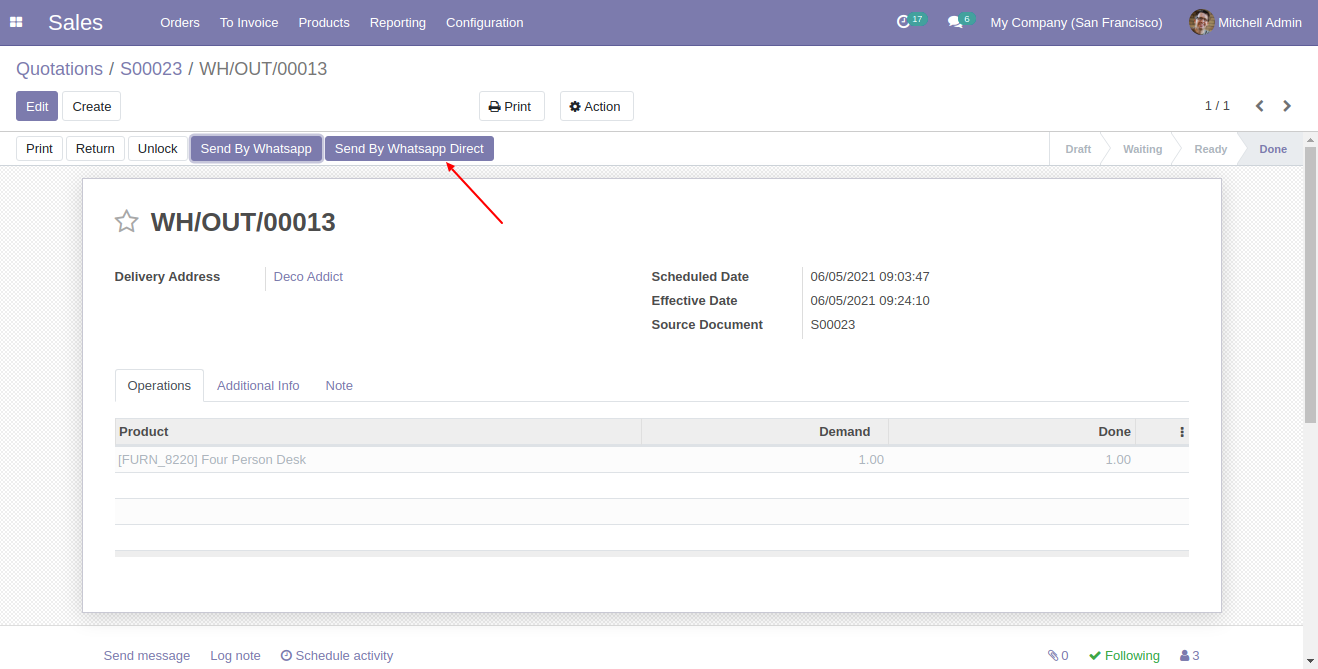 Sales Orders To Invoice Products Reporting Configuration 17 6 My Company (San Francisco) Mitchell Admin
Quotations / S00023 / WH/OUT/00013
Edit Create Print Action 1 / 1
Print Return Unlock Send By Whatsapp Send By Whatsapp Direct Draft Waiting Ready Done
WH/OUT/00013
Delivery Address Deco Addict Scheduled Date 06/05/2021 09:03:47
Effective Date 06/05/2021 09:24:10
Source Document S00023
Operations Additional Info Note
Product Demand Done
[FURN_8220] Four Person Desk 1.00 1.00
Send message Log note Schedule activity 0 Following 3